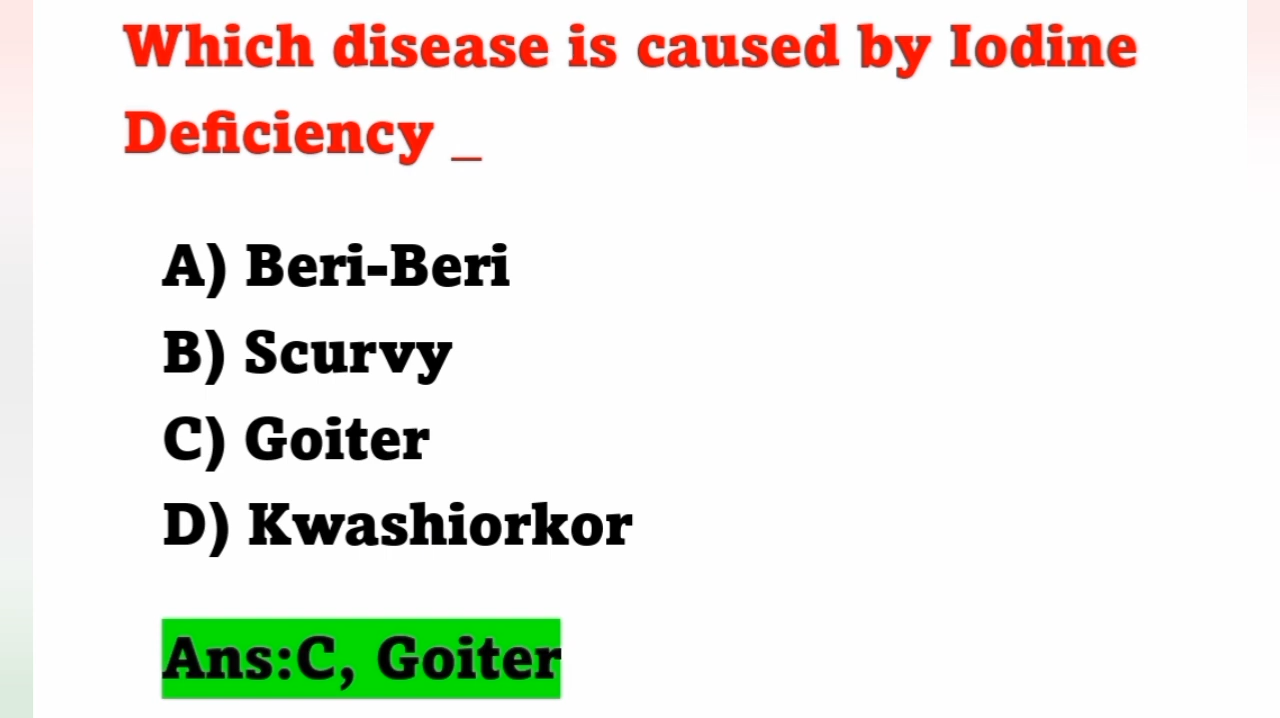 Which disease is caused by Iodine
Deficiency _
A) Beri-Beri
B) Scurvy
C) Goiter
D) Kwashiorkor
Ans:C, Goiter